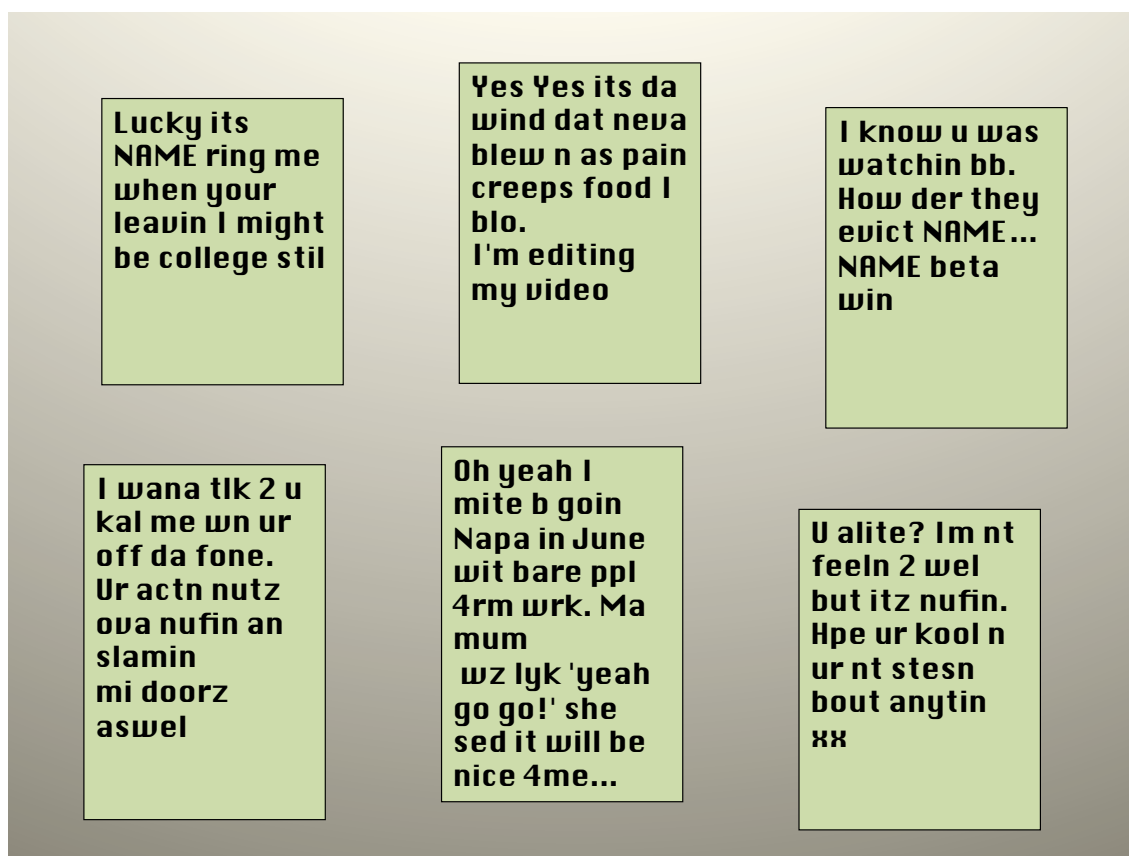 Lucky its
NAME ring me
when your
leavin I might
be college stil
Yes Yes its da
wind dat neva
blew n as pain
creeps food I
blo.
I'm editing
my video
I know u was
watchin bb.
How der they
evict NAME...
NAME beta
win
I wana tlk 2 u
kal me wn ur
off da fone.
Ur actn nutz
ova nufin an
slamin
mi doorz
aswel
Oh yeah I
mite b goin
Napa in June
wit bare ppl
4rm wrk. Ma
mum
wz lyk 'yeah
go go!' she
sed it will be
nice 4me...
U alite? Im nt
feeln 2 wel
but itz nufin.
Hpe ur kool n
ur nt stesn
bout anytin
xx